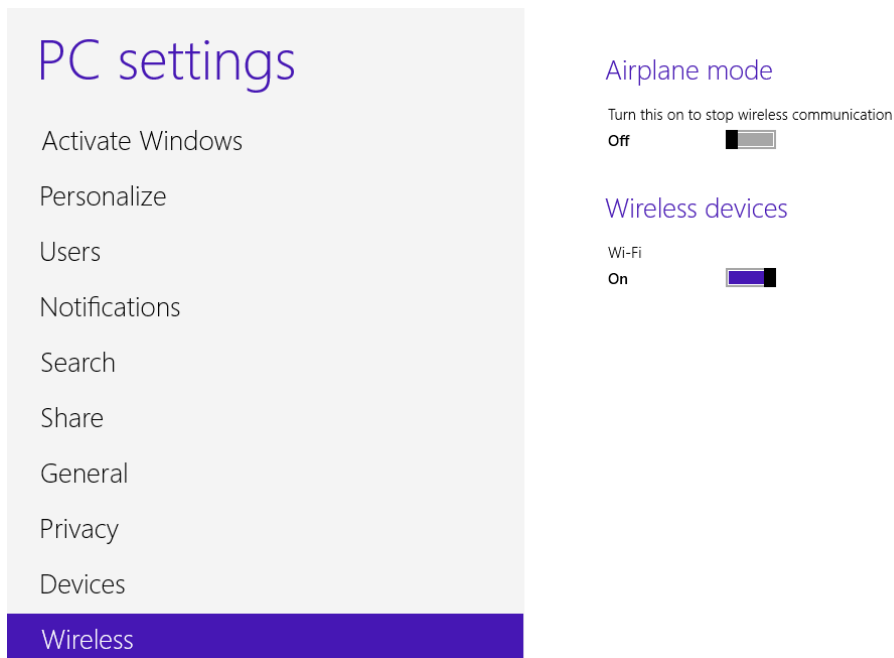 PC settings
Activate Windows
Personalize
Users
Notifications
Search
Share
General
Privacy
Devices
Wireless
Airplane mode
Turn this on to stop wireless communication
Off
Wireless devices
Wi-Fi
On